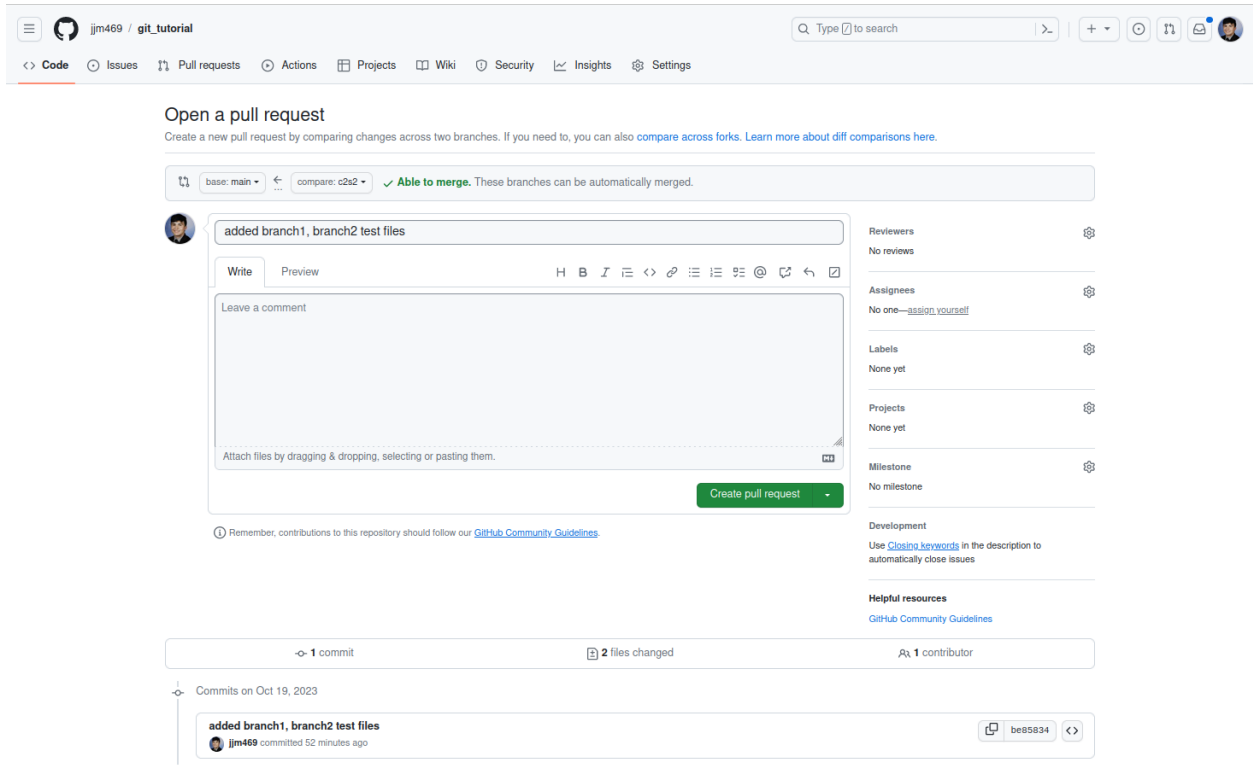 jjm469 / git_tutorial
Type / to search
Code
Issues
Pull requests
Actions
Projects
Wiki
Security
Insights
Settings
Open a pull request
Create a new pull request by comparing changes across two branches. If you need to, you can also compare across forks. Learn more about diff comparisons here.
base: main
compare: c2s2
Able to merge. These branches can be automatically merged.
added branch1, branch2 test files
Write
Preview
Leave a comment
Attach files by dragging & dropping, selecting or pasting them.
Create pull request
Remember, contributions to this repository should follow our GitHub Community Guidelines.
Reviewers
No reviews
Assignees
No one—assign yourself
Labels
None yet
Projects
None yet
Milestone
No milestone
Development
Use Closing keywords in the description to
automatically close issues
Helpful resources
GitHub Community Guidelines
1 commit
2 files changed
1 contributor
Commits on Oct 19, 2023
added branch1, branch2 test files
be85834
jjm469 committed 52 minutes ago